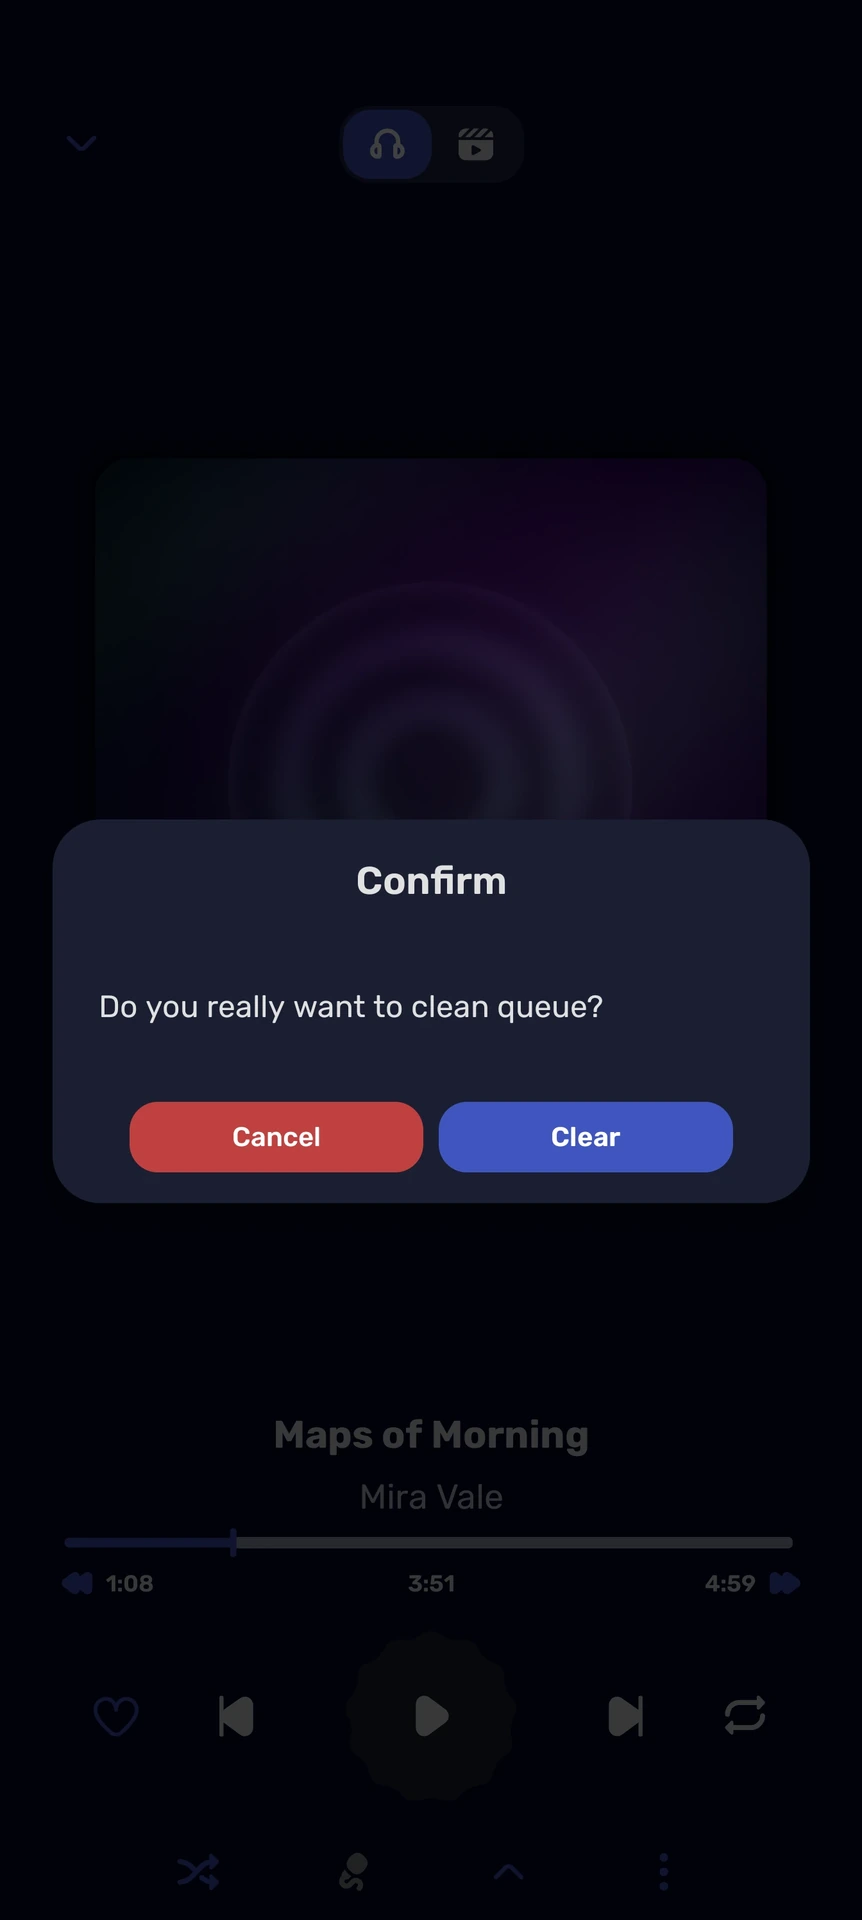 Confirm
Do you really want to clean queue?
Cancel
Clear
Maps of Morning
Mira Vale
1:08
3:51
4:59